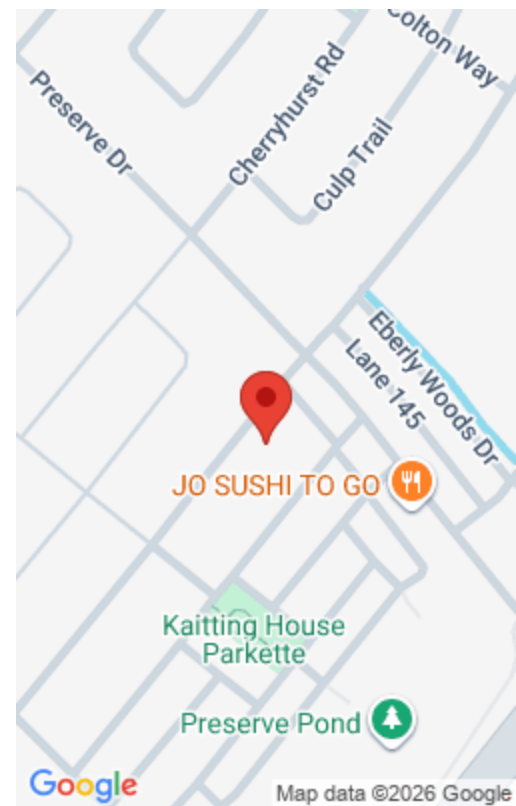 Colton Way
Preserve Dr
Cherryhurst Rd
Culp Trail
Eberly Woods Dr
Lane 145
JO SUSHI TO GO
Kaitting House
Parkette
Preserve Pond
Google
Map data ©2026 Google